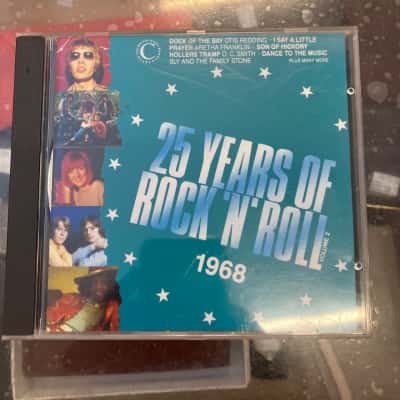 DOCK OF THE BAY OTIS REDDING · I SAY A LITTLE
PRAYER ARETHA FRANKLIN · SON OF HICKORY
HOLLERS TRAMP O. C. SMITH · DANCE TO THE MUSIC
SLY AND THE FAMILY STONE PLUS MANY MORE
25 YEARS OF
ROCK 'N' ROLL
VOLUME 2
1968